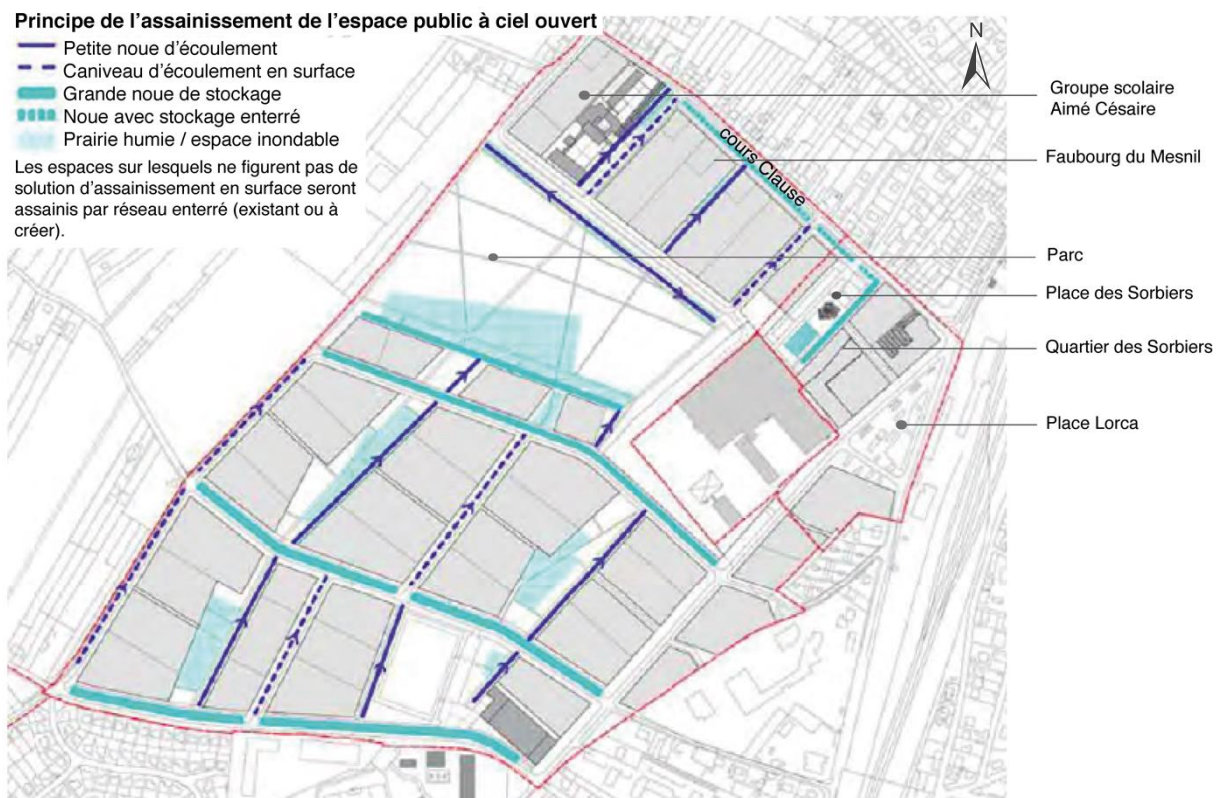 Principe de l’assainissement de l’espace public à ciel ouvert
Petite noue d’écoulement
Caniveau d’écoulement en surface
Grande noue de stockage
Noue avec stockage enterré
Prairie humie / espace inondable
Les espaces sur lesquels ne figurent pas de
solution d’assainissement en surface seront
assainis par réseau enterré (existant ou à
créer).
N
Groupe scolaire
Aimé Césaire
cours Clause
Faubourg du Mesnil
Parc
Place des Sorbiers
Quartier des Sorbiers
Place Lorca